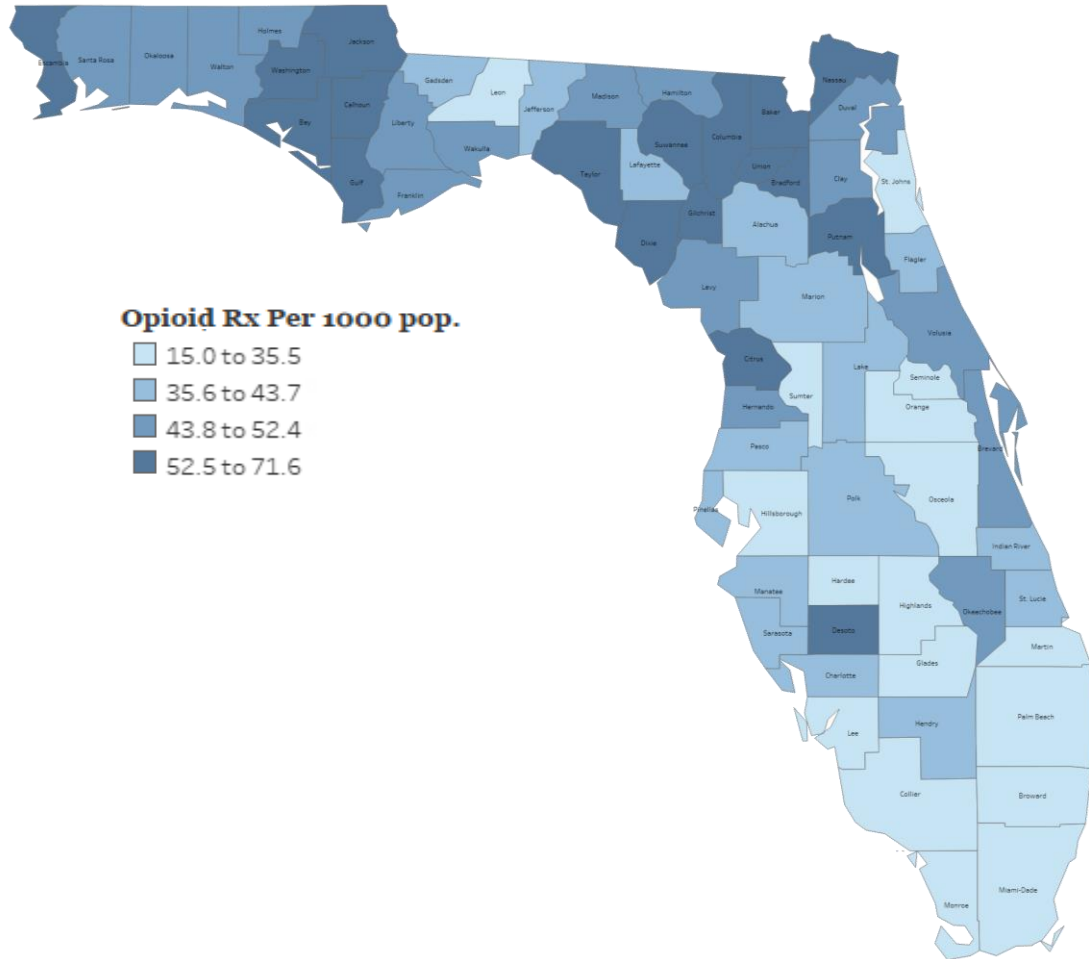 Holmes
Jackson
Escambia
Santa Rosa
Okaloosa
Walton
Washington
Calhoun
Bay
Gulf
Liberty
Franklin
Gadsden
Leon
Wakulla
Jefferson
Madison
Hamilton
Taylor
Lafayette
Suwannee
Columbia
Baker
Nassau
Duval
Union
Bradford
Clay
St. Johns
Gilchrist
Dixie
Alachua
Putnam
Flagler
Levy
Marion
Volusia
Opioid Rx Per 1000 pop.
15.0 to 35.5
35.6 to 43.7
43.8 to 52.4
52.5 to 71.6
Citrus
Sumter
Lake
Seminole
Orange
Hernando
Pasco
Brevard
Pinellas
Hillsborough
Polk
Osceola
Indian River
Manatee
Hardee
Highlands
Okeechobee
St. Lucie
Sarasota
Desoto
Martin
Charlotte
Glades
Lee
Hendry
Palm Beach
Collier
Broward
Monroe
Miami-Dade